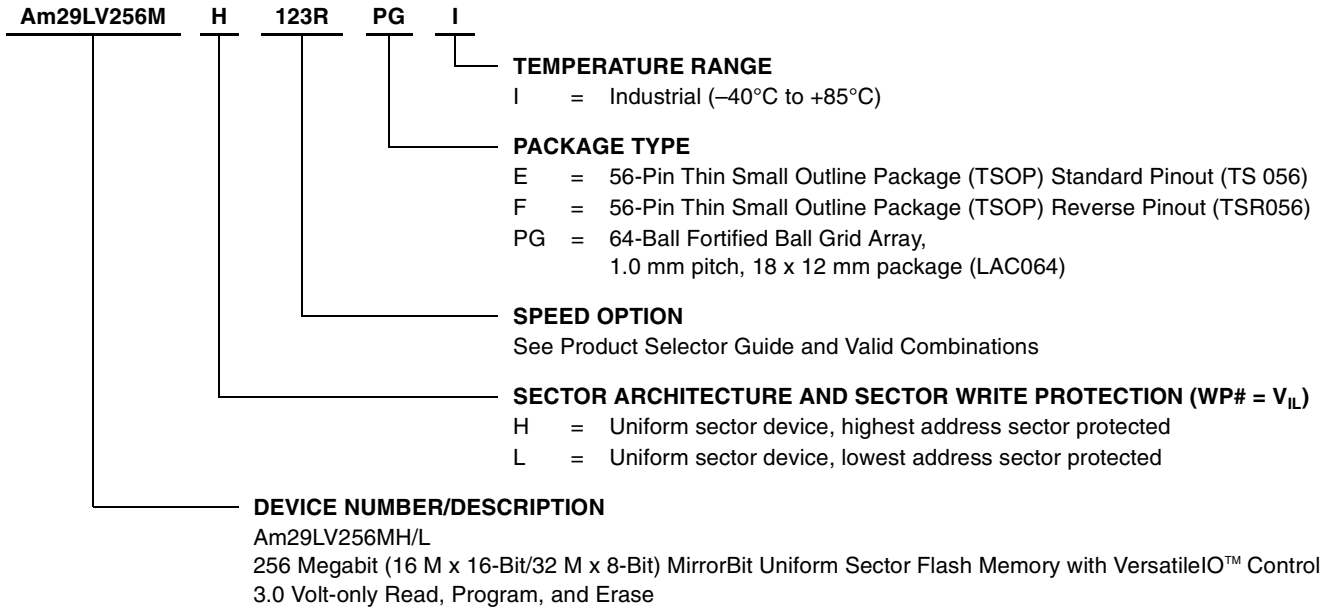 Am29LV256M H 123R PG I
TEMPERATURE RANGE
I = Industrial (–40°C to +85°C)
PACKAGE TYPE
E = 56-Pin Thin Small Outline Package (TSOP) Standard Pinout (TS 056)
F = 56-Pin Thin Small Outline Package (TSOP) Reverse Pinout (TSR056)
PG = 64-Ball Fortified Ball Grid Array,
1.0 mm pitch, 18 x 12 mm package (LAC064)
SPEED OPTION
See Product Selector Guide and Valid Combinations
SECTOR ARCHITECTURE AND SECTOR WRITE PROTECTION (WP# = VIL)
H = Uniform sector device, highest address sector protected
L = Uniform sector device, lowest address sector protected
DEVICE NUMBER/DESCRIPTION
Am29LV256MH/L
256 Megabit (16 M x 16-Bit/32 M x 8-Bit) MirrorBit Uniform Sector Flash Memory with VersatileIO™ Control
3.0 Volt-only Read, Program, and Erase